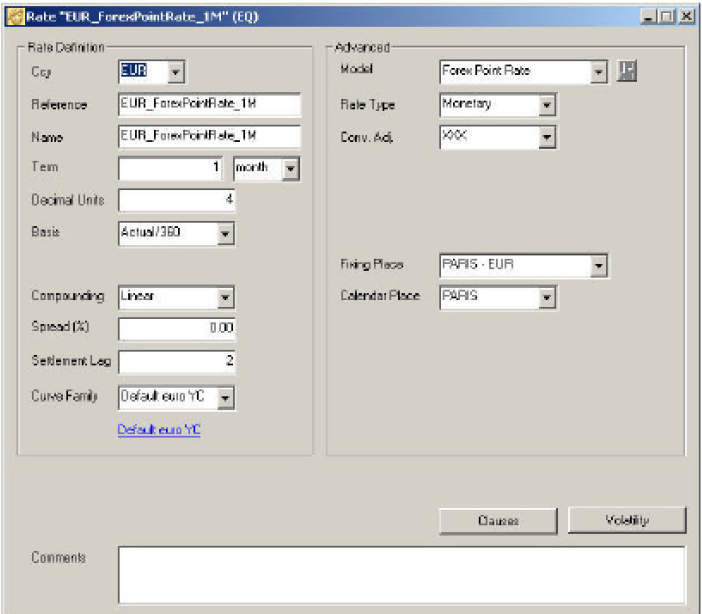 Rate "EUR_ForexPointRate_1M" (EQ)
Rate Definition
Ccy EUR
Reference EUR_ForexPointRate_1M
Name EUR_ForexPointRate_1M
Term 1 month
Decimal Units 4
Basis Actual/360
Compounding Linear
Spread (%) 0.00
Settlement Lag 2
Curve Family Default euro YC
Default euro YC
Advanced
Model Forex Point Rate
Rate Type Monetary
Conv. Adj. XXX
Fixing Place PARIS - EUR
Calendar Place PARIS
Clauses Volatility
Comments